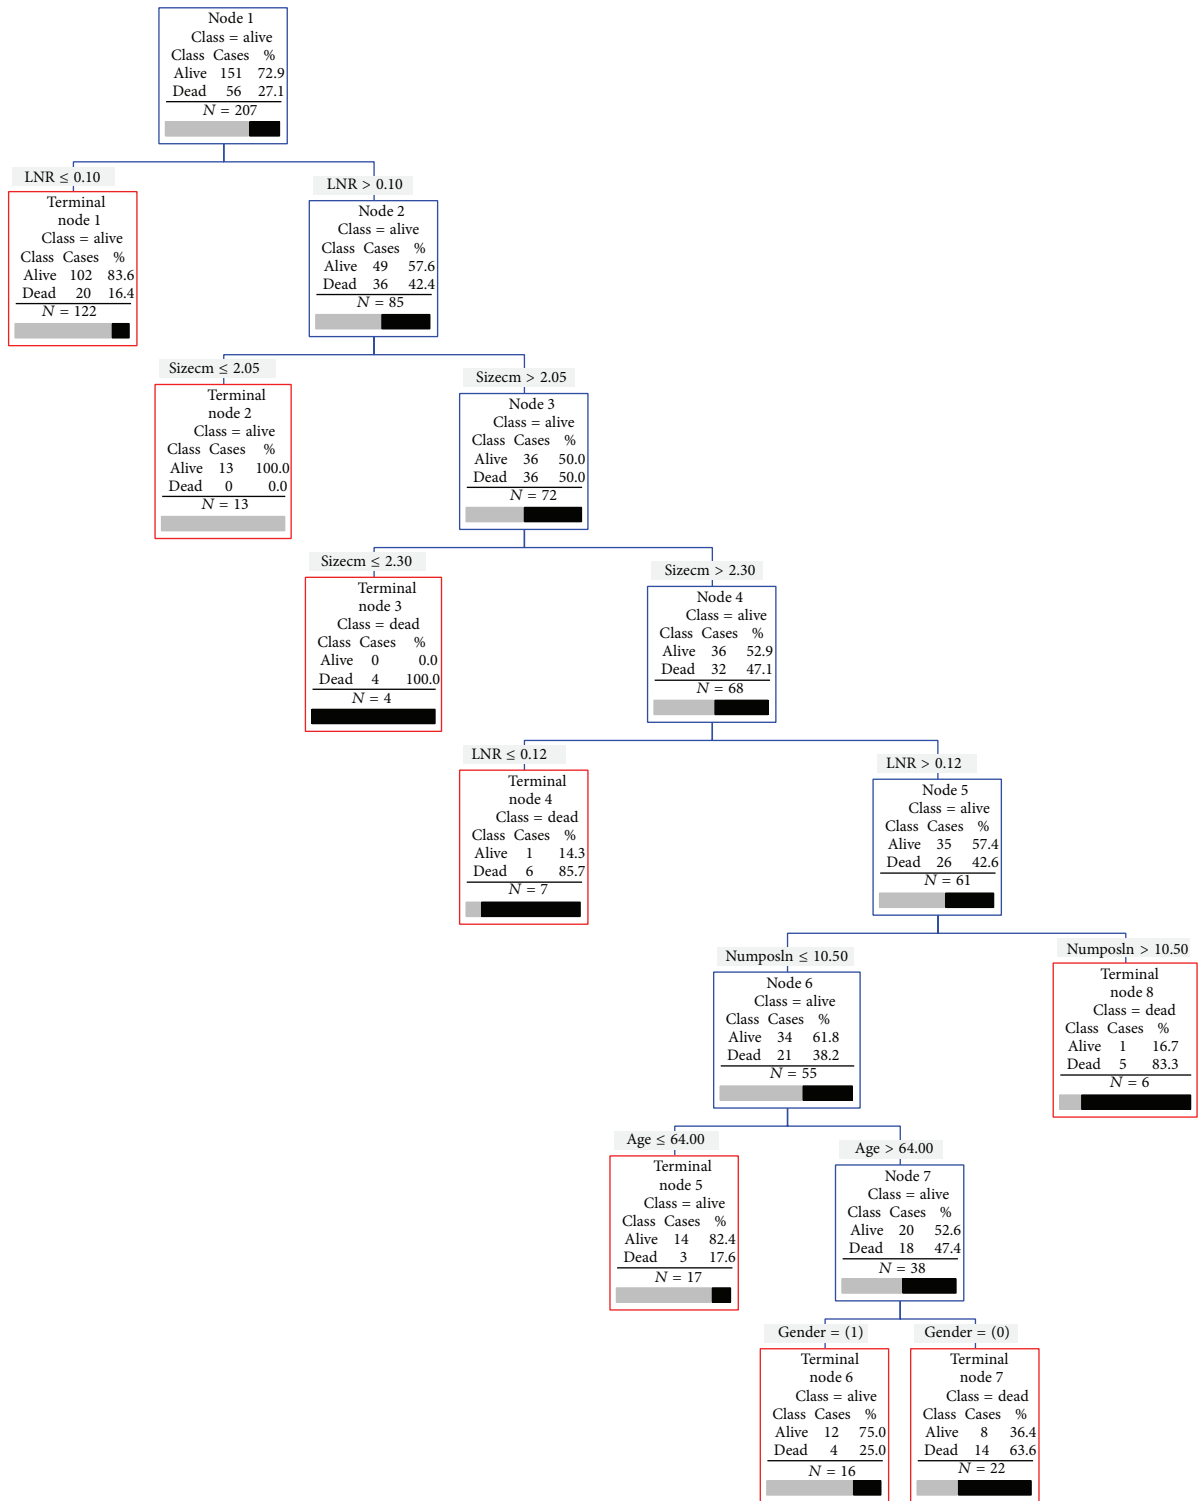 Node 1
Class = alive
Class Cases %
Alive 151 72.9
Dead 56 27.1
N = 207
LNR ≤ 0.10
Terminal
node 1
Class = alive
Class Cases %
Alive 102 83.6
Dead 20 16.4
N = 122
LNR > 0.10
Node 2
Class = alive
Class Cases %
Alive 49 57.6
Dead 36 42.4
N = 85
Sizecm ≤ 2.05
Terminal
node 2
Class = alive
Class Cases %
Alive 13 100.0
Dead 0 0.0
N = 13
Sizecm > 2.05
Node 3
Class = alive
Class Cases %
Alive 36 50.0
Dead 36 50.0
N = 72
Sizecm ≤ 2.30
Terminal
node 3
Class = dead
Class Cases %
Alive 0 0.0
Dead 4 100.0
N = 4
Sizecm > 2.30
Node 4
Class = alive
Class Cases %
Alive 36 52.9
Dead 32 47.1
N = 68
LNR ≤ 0.12
Terminal
node 4
Class = dead
Class Cases %
Alive 1 14.3
Dead 6 85.7
N = 7
LNR > 0.12
Node 5
Class = alive
Class Cases %
Alive 35 57.4
Dead 26 42.6
N = 61
Numposln ≤ 10.50
Node 6
Class = alive
Class Cases %
Alive 34 61.8
Dead 21 38.2
N = 55
Numposln > 10.50
Terminal
node 8
Class = dead
Class Cases %
Alive 1 16.7
Dead 5 83.3
N = 6
Age ≤ 64.00
Terminal
node 5
Class = alive
Class Cases %
Alive 14 82.4
Dead 3 17.6
N = 17
Age > 64.00
Node 7
Class = alive
Class Cases %
Alive 20 52.6
Dead 18 47.4
N = 38
Gender = (1)
Terminal
node 6
Class = alive
Class Cases %
Alive 12 75.0
Dead 4 25.0
N = 16
Gender = (0)
Terminal
node 7
Class = dead
Class Cases %
Alive 8 36.4
Dead 14 63.6
N = 22